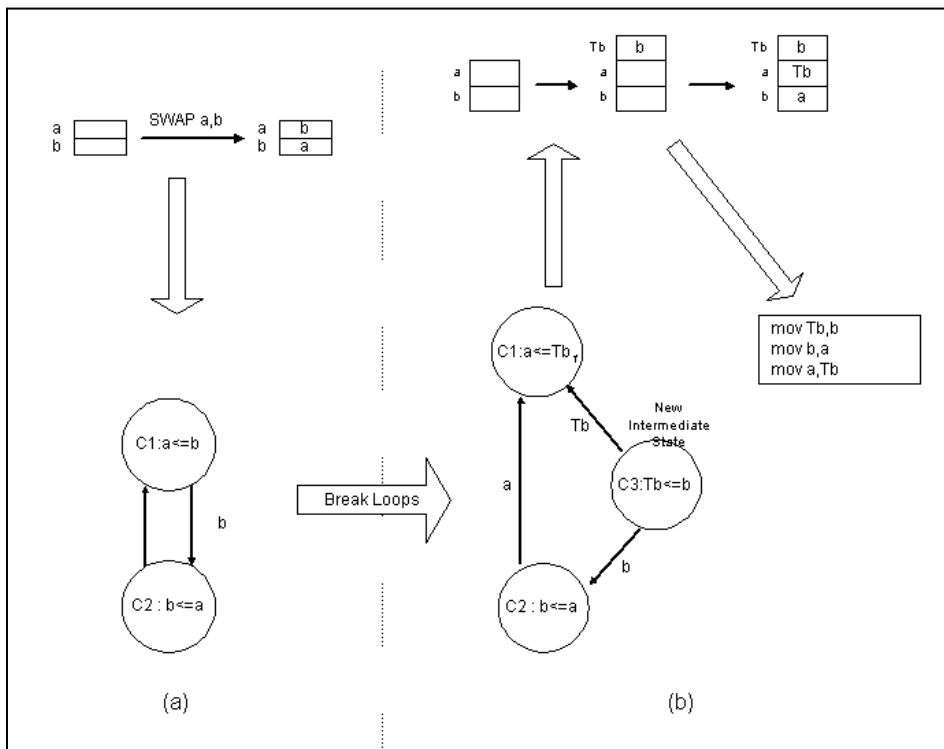 a
b
SWAP a,b
a
b
b
a
C1:a<=b
b
C2 : b<=a
(a)
Break Loops
a
b
Tb
a
b
b
Tb
a
b
b
Tb
a
mov Tb,b
mov b,a
mov a,Tb
C1:a<=Tb,
Tb
New
Intermediate
State
a
C3:Tb<=b
b
C2 : b<=a
(b)